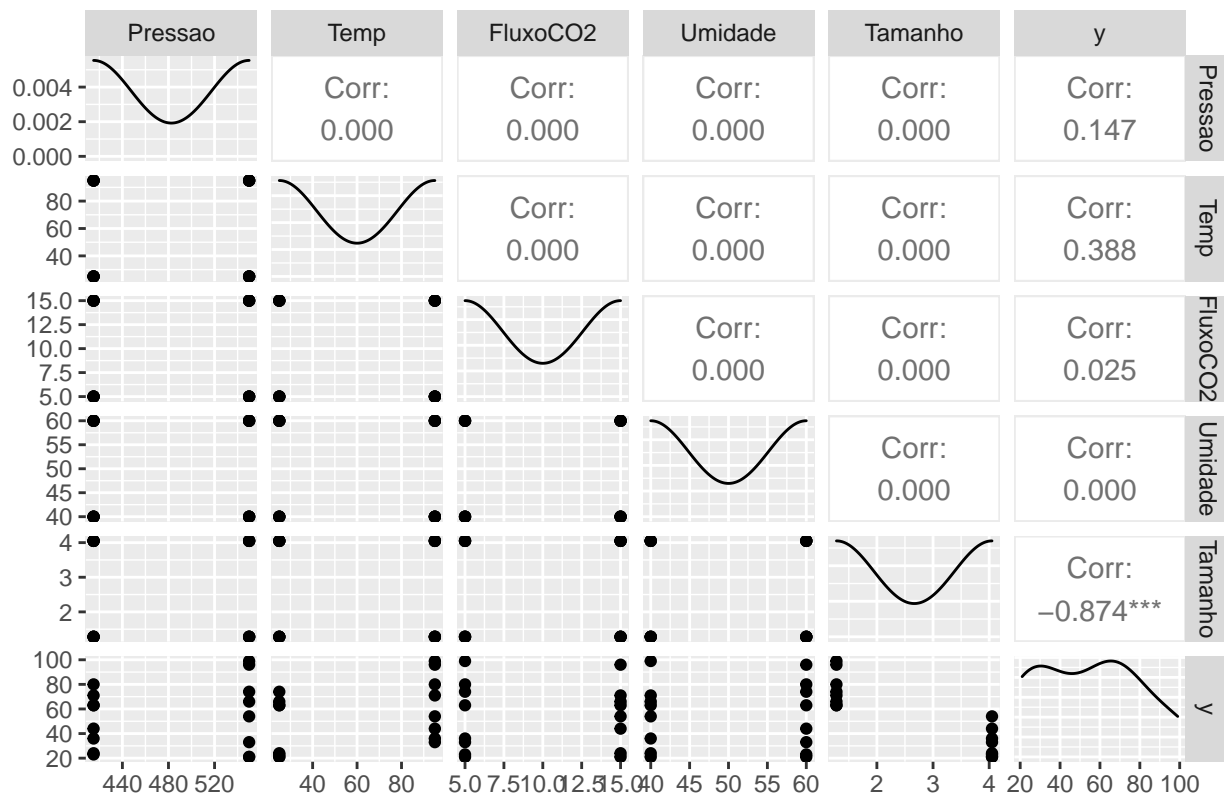 Pressao Temp FluxoCO2 Umidade Tamanho y
0.004
0.002
0.000
Corr:
0.000
Corr:
0.000
Corr:
0.000
Corr:
0.000
Corr:
0.147
Pressao
80
60
40
Corr:
0.000
Corr:
0.000
Corr:
0.000
Corr:
0.388
Temp
15.0
12.5
10.0
7.5
5.0
Corr:
0.000
Corr:
0.000
Corr:
0.025
FluxoCO2
60
55
50
45
40
Corr:
0.000
Corr:
0.000
Umidade
4
3
2
Corr:
−0.874***
Tamanho
100
80
60
40
20
y
440 480 520
40 60 80
5.0 7.5 10.0 12.5 15.0
40 45 50 55 60
2 3 4
20 40 60 80 100